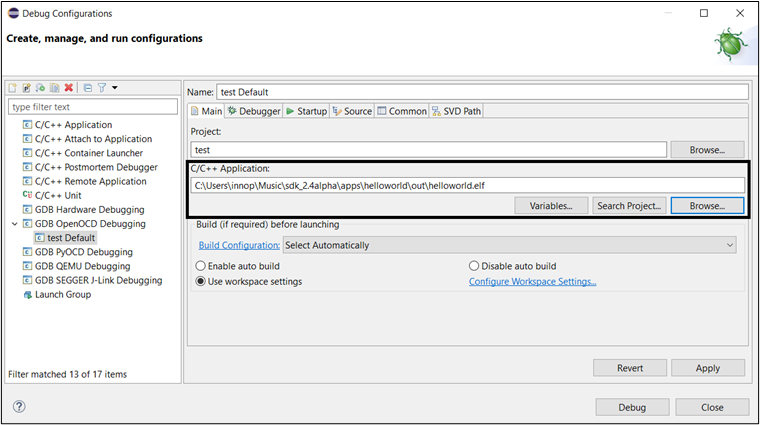 Debug Configurations
Create, manage, and run configurations
type filter text
C/C++ Application
C/C++ Attach to Application
C/C++ Container Launcher
C/C++ Postmortem Debugger
C/C++ Remote Application
C/C++ Unit
GDB Hardware Debugging
GDB OpenOCD Debugging
test Default
GDB PyOCD Debugging
GDB QEMU Debugging
GDB SEGGER J-Link Debugging
Launch Group
Filter matched 13 of 17 items
Name: test Default
Main Debugger Startup Source Common SVD Path
Project:
test Browse...
C/C++ Application:
C:\Users\innop\Music\sdk_2.4alpha\apps\helloworld\out\helloworld.elf
Variables... Search Project... Browse...
Build (if required) before launching
Build Configuration: Select Automatically
Enable auto build Disable auto build
Use workspace settings Configure Workspace Settings...
Revert Apply
Debug Close